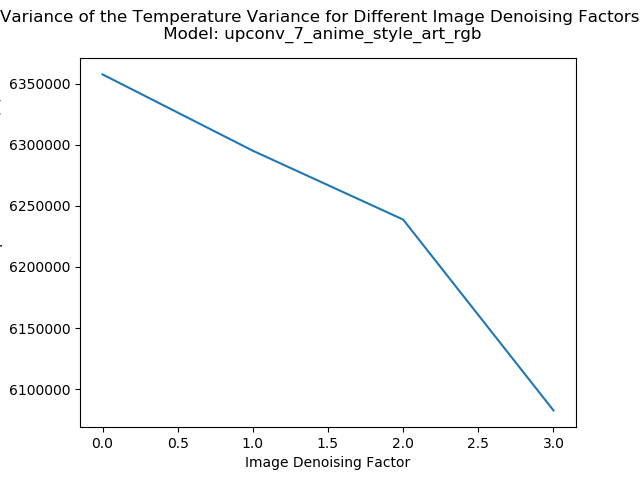 Variance of the Temperature Variance for Different Image Denoising Factors
Model: upconv_7_anime_style_art_rgb
6350000
6300000
6250000
6200000
6150000
6100000
0.0 0.5 1.0 1.5 2.0 2.5 3.0
Image Denoising Factor